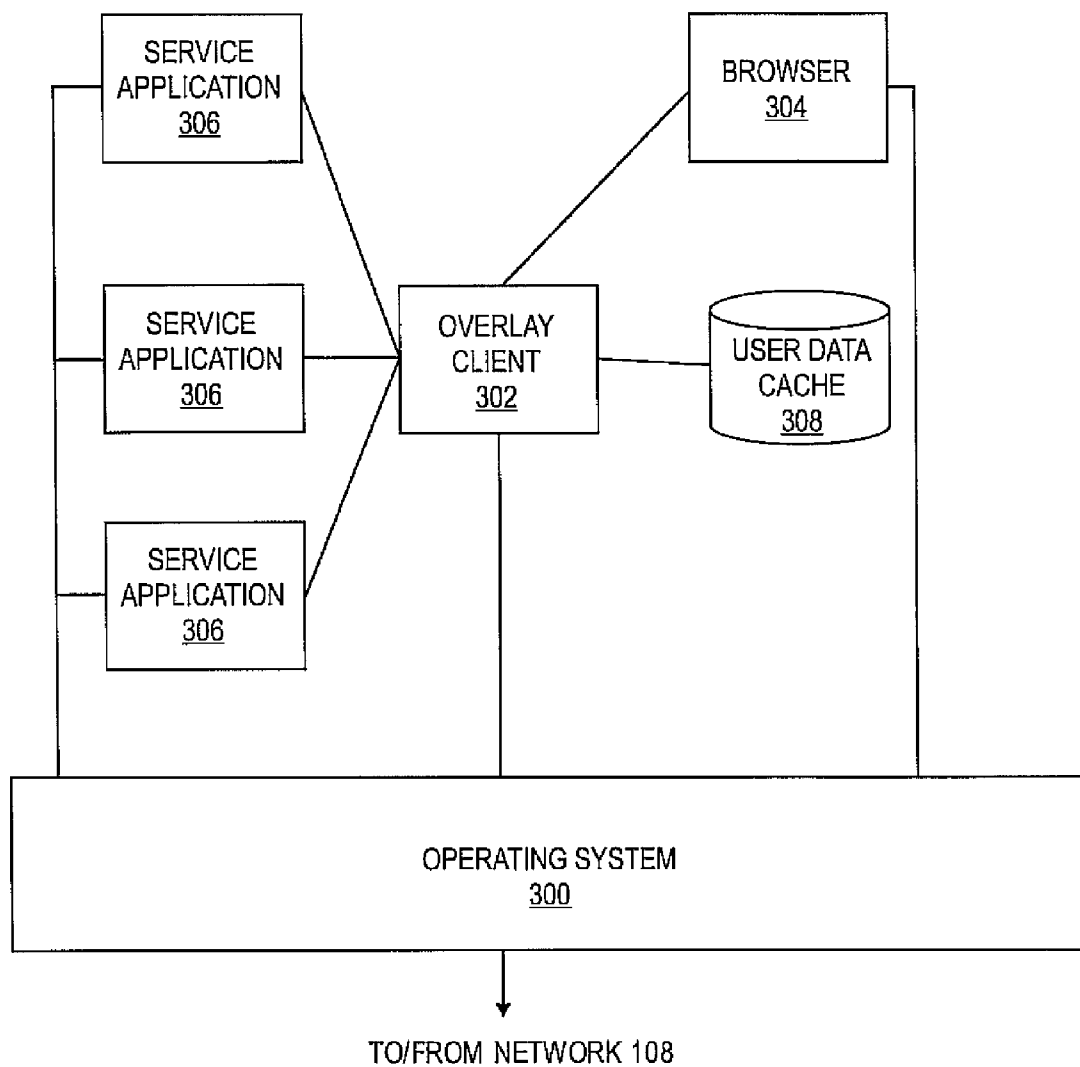 SERVICE
APPLICATION
306
BROWSER
304
SERVICE
APPLICATION
306
OVERLAY
CLIENT
302
USER DATA
CACHE
308
SERVICE
APPLICATION
306
OPERATING SYSTEM
300
TO/FROM NETWORK 108